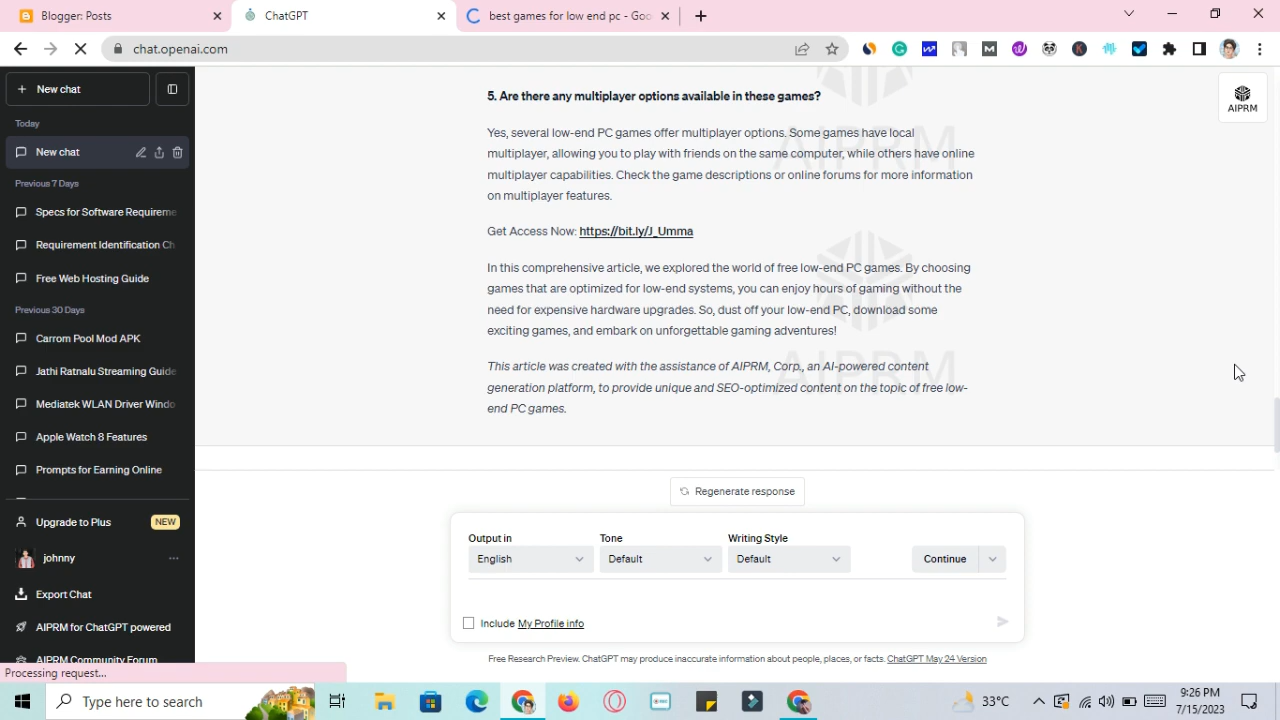 Blogger: Posts
ChatGPT
best games for low end pc - Goo
chat.openai.com
New chat
Today
New chat
Previous 7 Days
Specs for Software Requireme
Requirement Identification Ch
Free Web Hosting Guide
Previous 30 Days
Carrom Pool Mod APK
Jathi Ratnalu Streaming Guide
Mediatek WLAN Driver Windo
Apple Watch 8 Features
Prompts for Earning Online
Upgrade to Plus
NEW
johnny
Export Chat
AIPRM for ChatGPT powered
AIPRM Community Forum
Processing request...
AIPRM
5. Are there any multiplayer options available in these games?
Yes, several low-end PC games offer multiplayer options. Some games have local
multiplayer, allowing you to play with friends on the same computer, while others have online
multiplayer capabilities. Check the game descriptions or online forums for more information
on multiplayer features.
Get Access Now: https://bit.ly/J_Umma
In this comprehensive article, we explored the world of free low-end PC games. By choosing
games that are optimized for low-end systems, you can enjoy hours of gaming without the
need for expensive hardware upgrades. So, dust off your low-end PC, download some
exciting games, and embark on unforgettable gaming adventures!
This article was created with the assistance of AIPRM, Corp., an AI-powered content
generation platform, to provide unique and SEO-optimized content on the topic of free low-
end PC games.
AIPRM
AIPRM
Regenerate response
Output in
Tone
Writing Style
English
Default
Default
Continue
Include My Profile info
Free Research Preview. ChatGPT may produce inaccurate information about people, places, or facts. ChatGPT May 24 Version
Type here to search
33°C
9:26 PM
7/15/2023